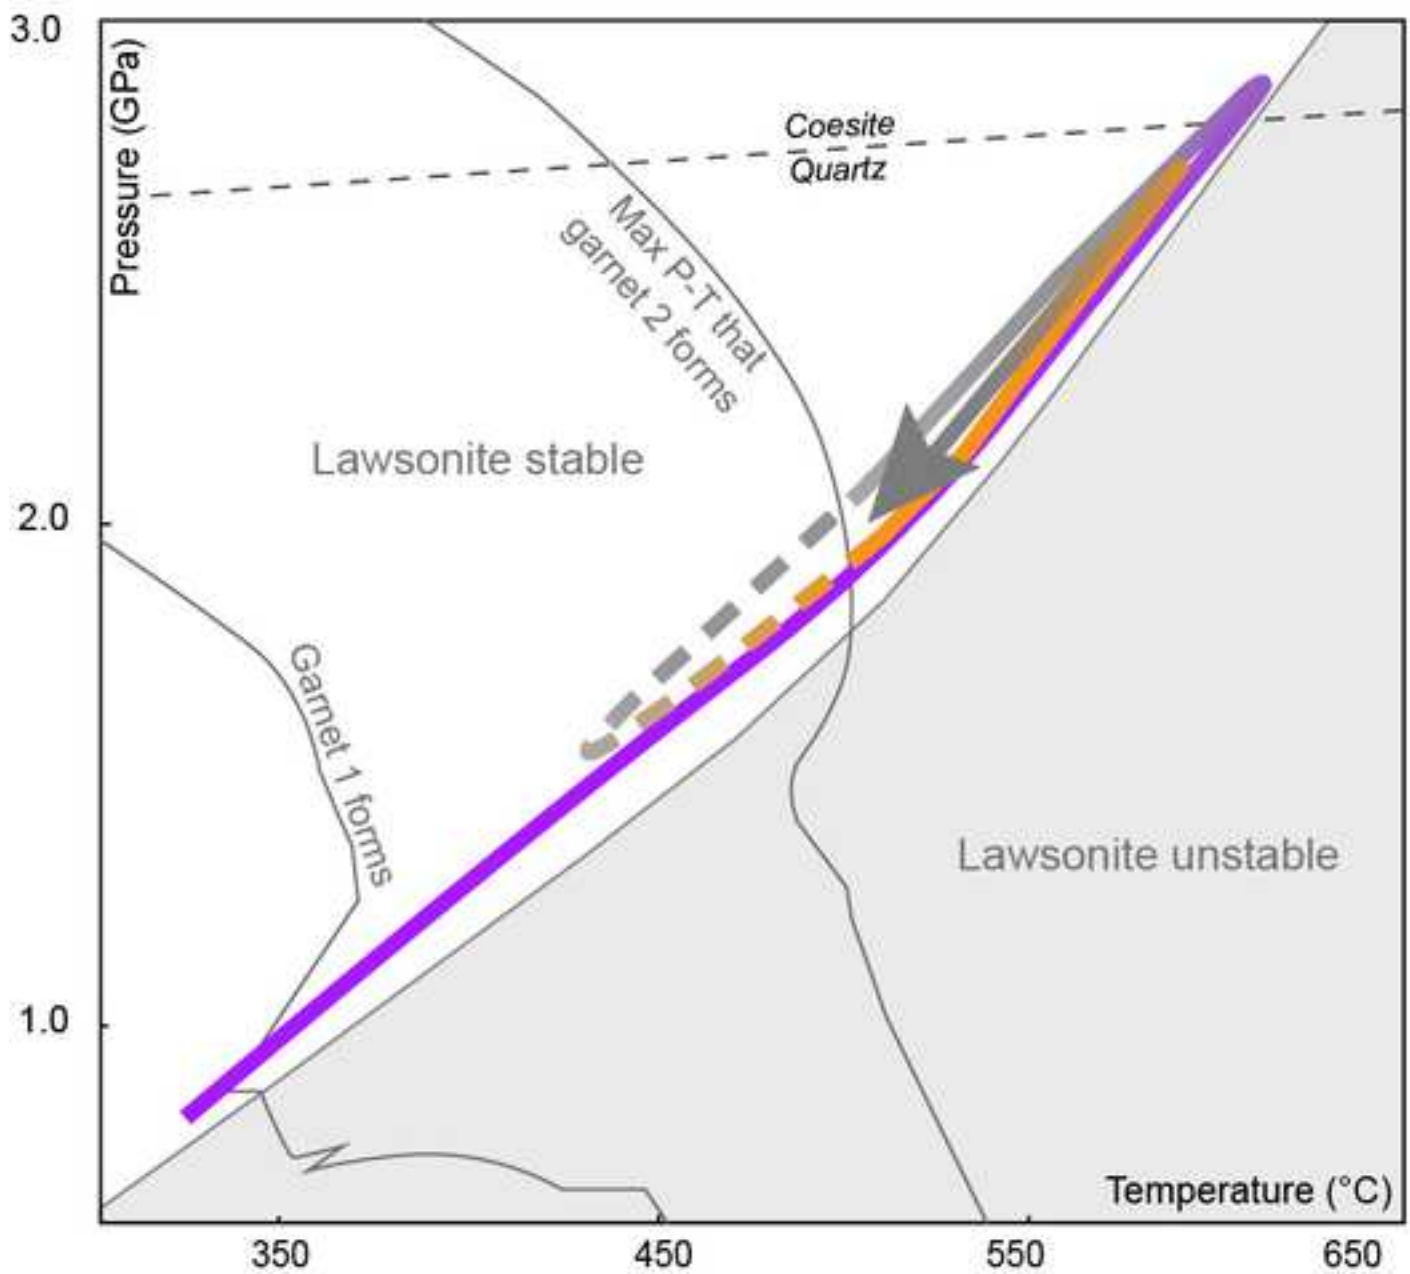 3.0
Pressure (GPa)
Coesite
Quartz
Max P-T that
garnet 2 forms
Lawsonite stable
2.0
Garnet 1 forms
Lawsonite unstable
1.0
Temperature (°C)
350
450
550
650